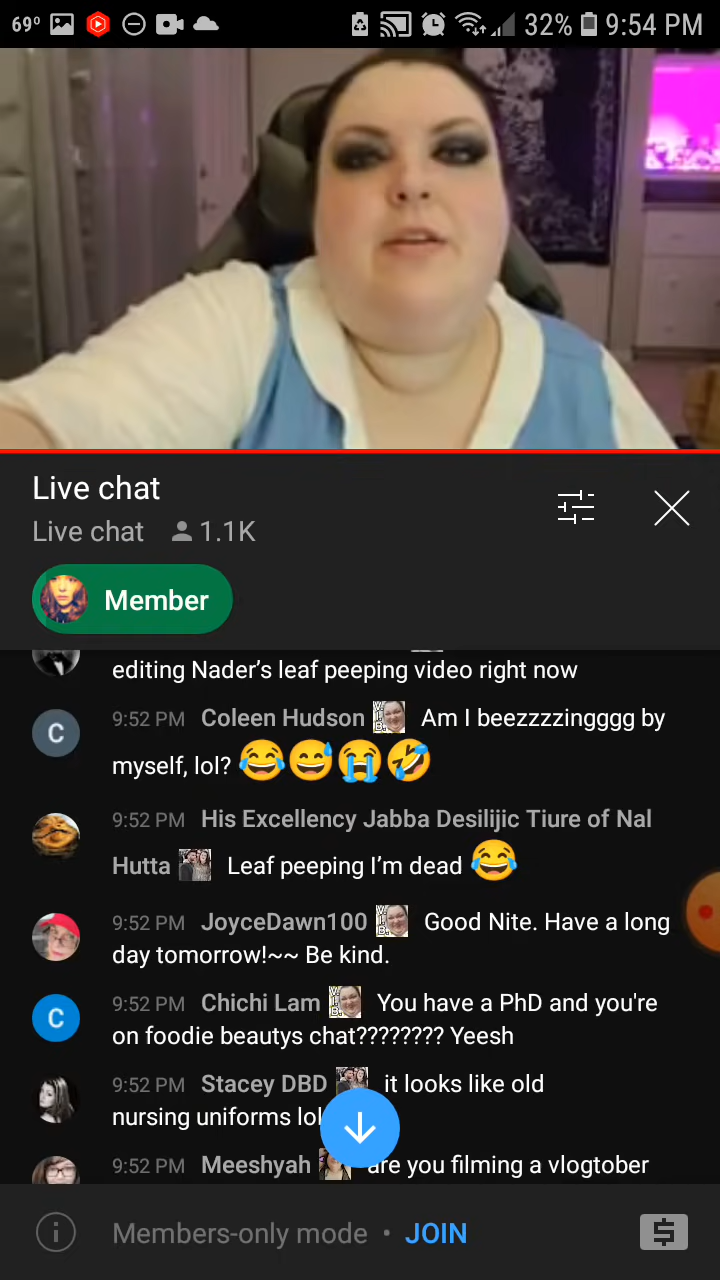 69° 32% 9:54 PM
Live chat
Live chat 1.1K
Member
editing Nader's leaf peeping video right now
C 9:52 PM Coleen Hudson Am I beezzzzingggg by
myself, lol? 😂😅😭🤣
9:52 PM His Excellency Jabba Desilijic Tiure of Nal
Hutta Leaf peeping I'm dead 😂
9:52 PM JoyceDawn100 Good Nite. Have a long
day tomorrow!~~ Be kind.
C 9:52 PM Chichi Lam You have a PhD and you're
on foodie beautys chat???????? Yeesh
9:52 PM Stacey DBD it looks like old
nursing uniforms lol
9:52 PM Meeshyah are you filming a vlogtober
Members-only mode • JOIN